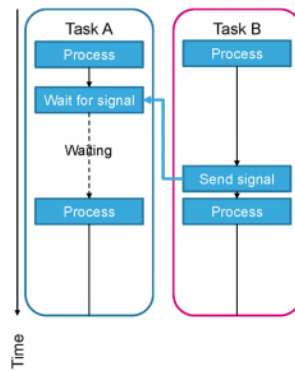 Task A
Process
Wait for signal
Waiting
Process
Task B
Process
Send signal
Process
Time